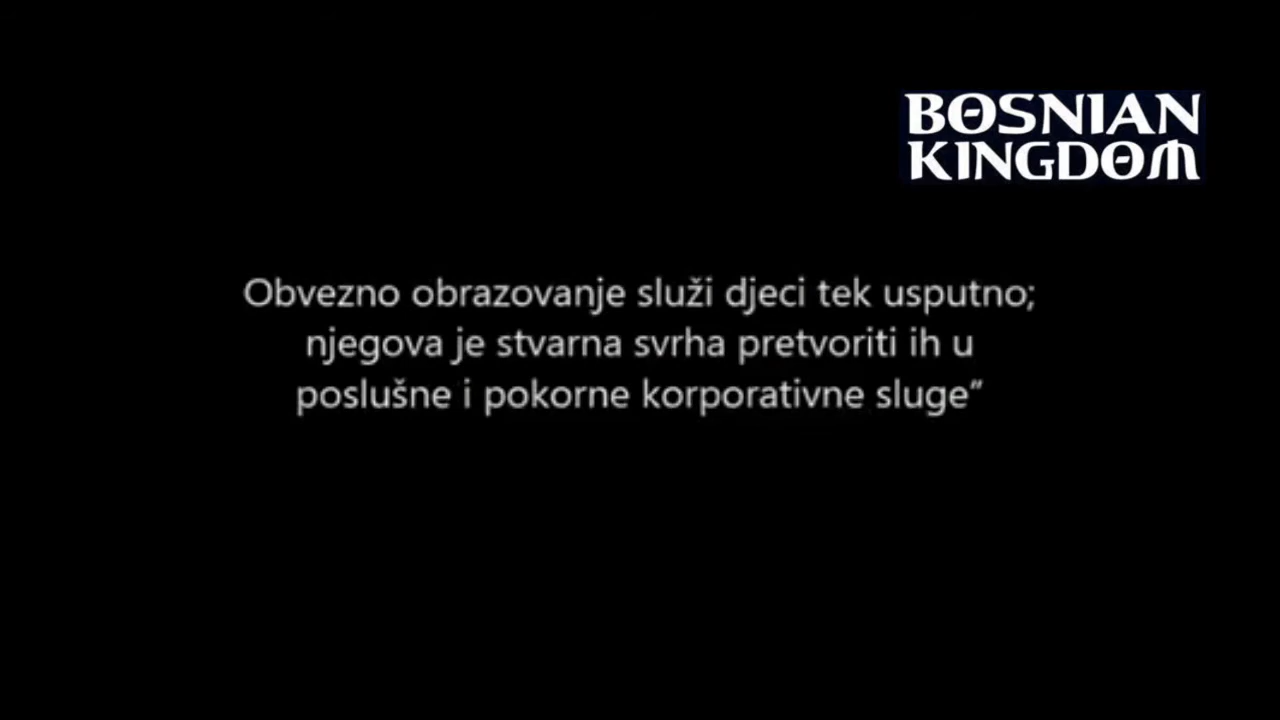 BOSNIAN
KINGDOM
Obvezno obrazovanje služi djeci tek usputno;
njegova je stvarna svrha pretvoriti ih u
poslušne i pokorne korporativne sluge”